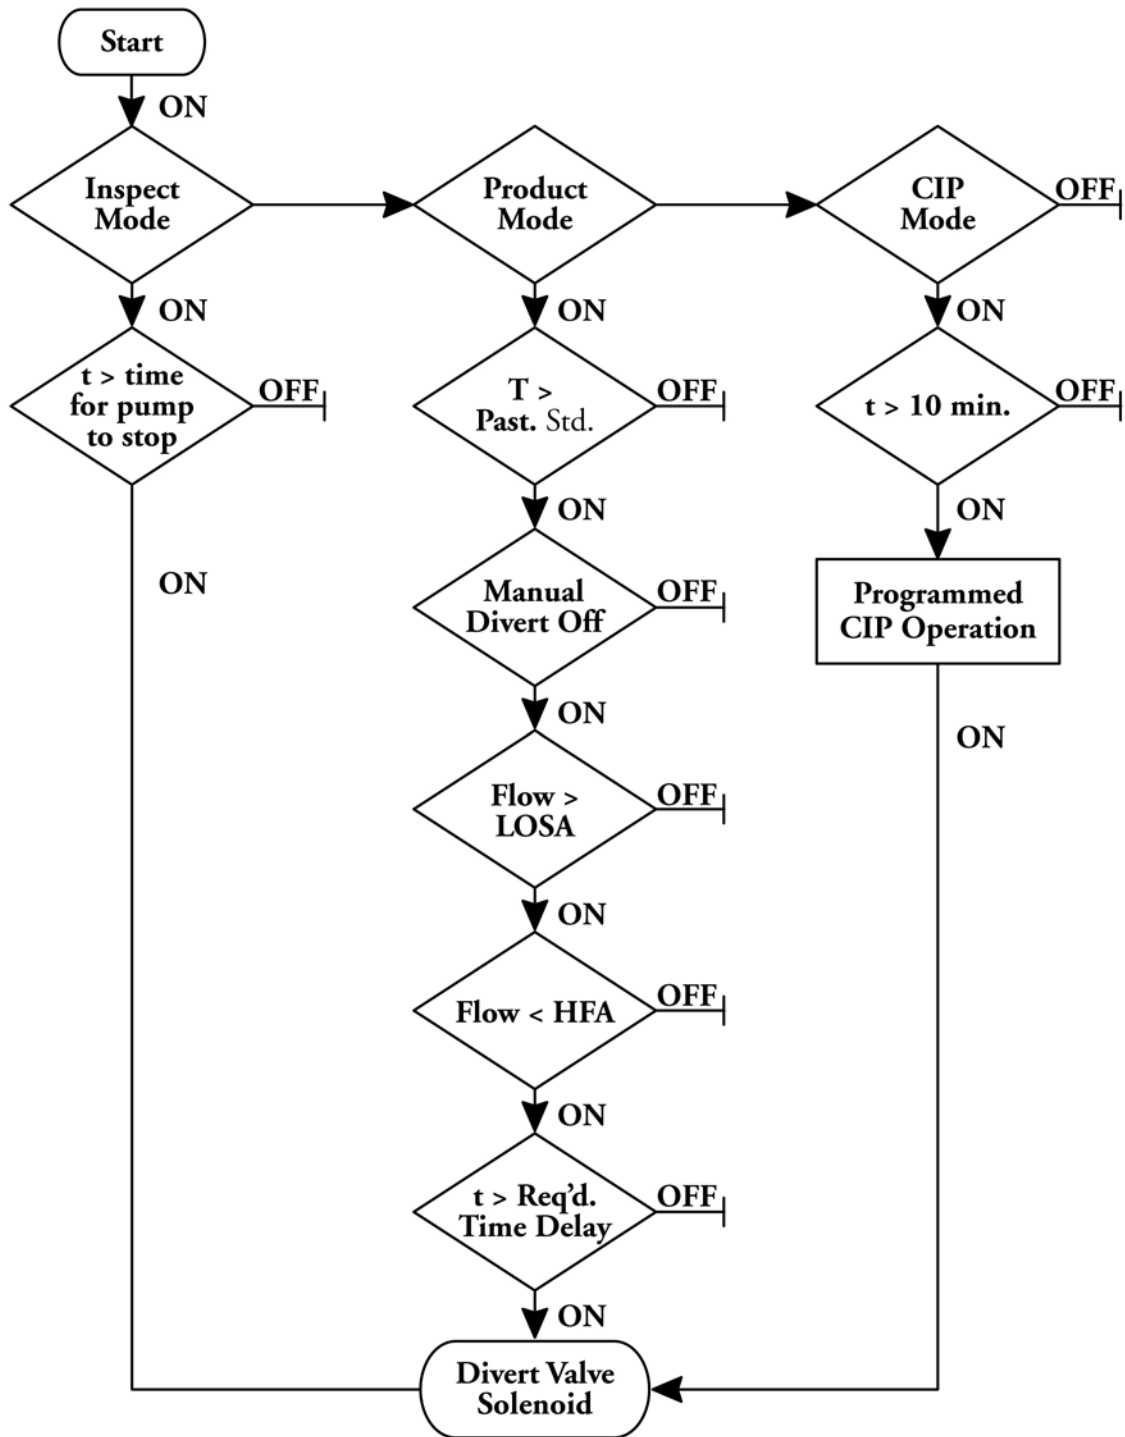 Start
ON
Inspect
Mode
Product
Mode
CIP
Mode
OFF
ON
ON
ON
t > time
for pump
to stop
OFF
T >
Past. Std.
OFF
t > 10 min.
OFF
ON
ON
ON
Manual
Divert Off
OFF
Programmed
CIP Operation
ON
ON
Flow >
LOSA
OFF
ON
Flow < HFA
OFF
ON
t > Req’d.
Time Delay
OFF
ON
Divert Valve
Solenoid